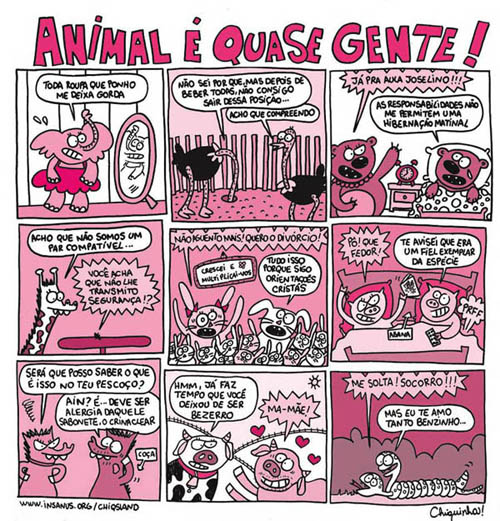 ANIMAL É QUASE GENTE!
TODA ROUPA QUE PONHO
ME DEIXA GORDA
NÃO SEI POR QUE, MAS DEPOIS DE
BEBER TODAS, NÃO CONSIGO
SAIR DESSA POSIÇÃO...
ACHO QUE COMPREENDO
JÁ PRA AULA JOSELINO!!!
AS RESPONSABILIDADES NÃO
ME PERMITEM UMA
HIBERNAÇÃO MATINAL
ACHO QUE NÃO SOMOS UM
PAR COMPATÍVEL...
VOCÊ ACHA
QUE NÃO LHE
TRANSMITO
SEGURANÇA!?
NÃO AGUENTO MAIS! QUERO O DIVÓRCIO!
CRESCEI E
MULTIPLICAI-VOS
TUDO ISSO
PORQUE SIGO
ORIENTAÇÕES
CRISTÃS
PÔ! QUE
FEDOR!
TE AVISEI QUE ERA
UM FIEL EXEMPLAR
DA ESPÉCIE
PRFF
ABANA
SERÁ QUE POSSO SABER O QUE
É ISSO NO TEU PESCOÇO?
AIN? É... DEVE SER
ALERGIA DAQUELE
SABONETE, O CRINACLEAR
COÇA
HMM, JÁ FAZ
TEMPO QUE VOCÊ
DEIXOU DE SER
BEZERRO
MA-MÃE!
ME SOLTA! SOCORRO!!!
MAS EU TE AMO
TANTO BENZINHO...
WWW.INSANUS.ORG/CHIQSLAND
Chiquinha!